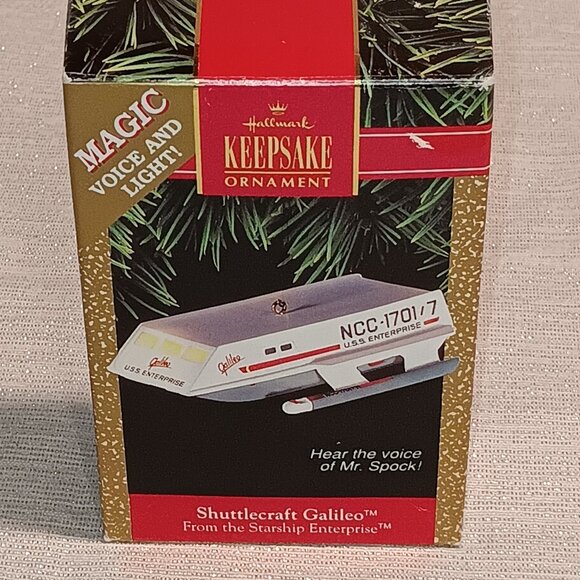 MAGIC
VOICE AND
LIGHT!
Hallmark
KEEPSAKE
ORNAMENT
NCC-1701/7
U.S.S. ENTERPRISE
Galileo
Galileo
U.S.S. ENTERPRISE
Hear the voice
of Mr. Spock!
Shuttlecraft Galileo™
From the Starship Enterprise™